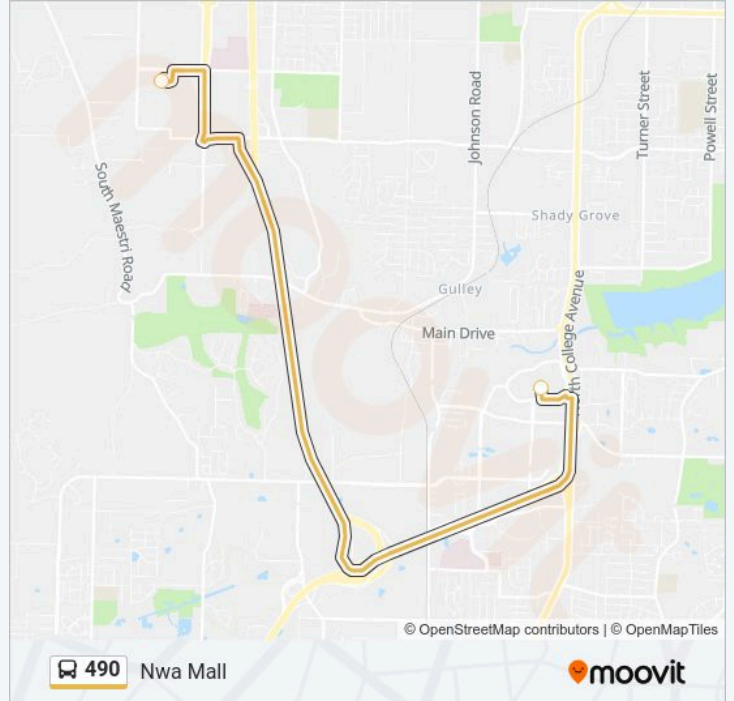 Johnson Road
Turner Street
Powell Street
South Maestri Road
Shady Grove
Gulley
Main Drive
North College Avenue
© OpenStreetMap contributors | © OpenMapTiles
490 Nwa Mall
moovit